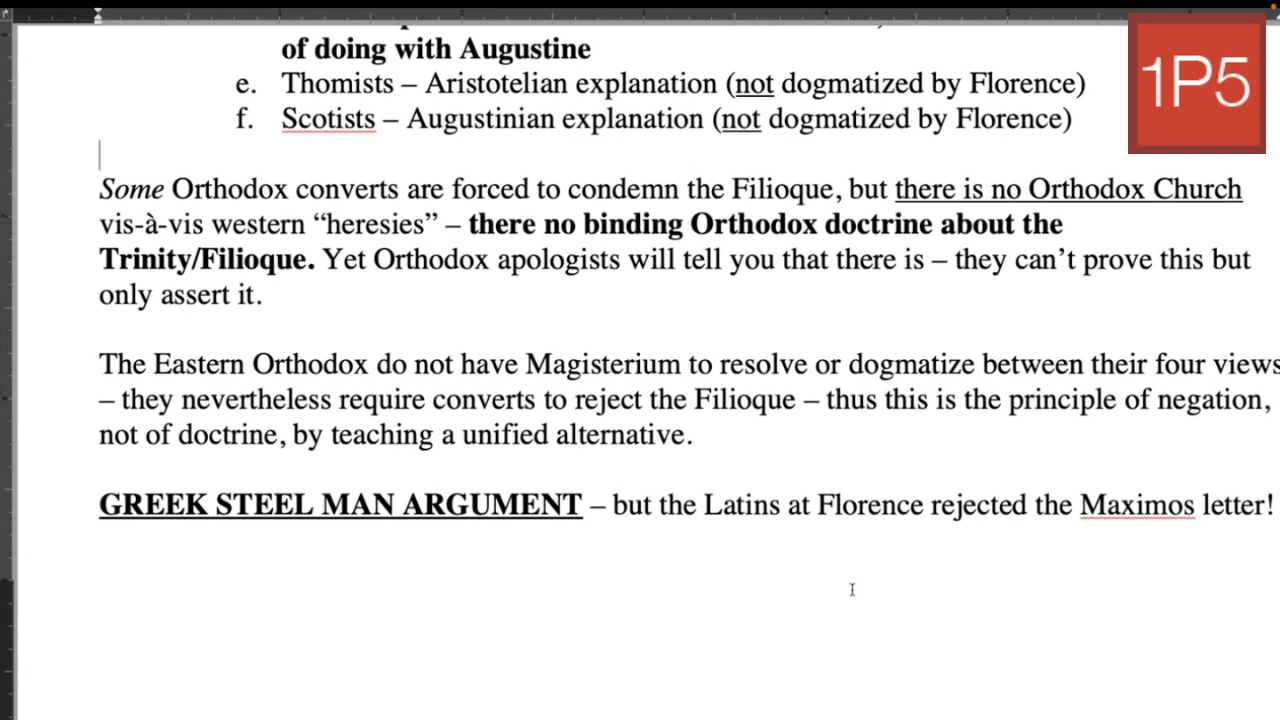 of doing with Augustine
1P5
e. Thomists – Aristotelian explanation (not dogmatized by Florence)
f. Scotists – Augustinian explanation (not dogmatized by Florence)
Some Orthodox converts are forced to condemn the Filioque, but there is no Orthodox Church
vis-à-vis western “heresies” – there no binding Orthodox doctrine about the
Trinity/Filioque. Yet Orthodox apologists will tell you that there is – they can’t prove this but
only assert it.
The Eastern Orthodox do not have Magisterium to resolve or dogmatize between their four views
– they nevertheless require converts to reject the Filioque – thus this is the principle of negation,
not of doctrine, by teaching a unified alternative.
GREEK STEEL MAN ARGUMENT – but the Latins at Florence rejected the Maximos letter!